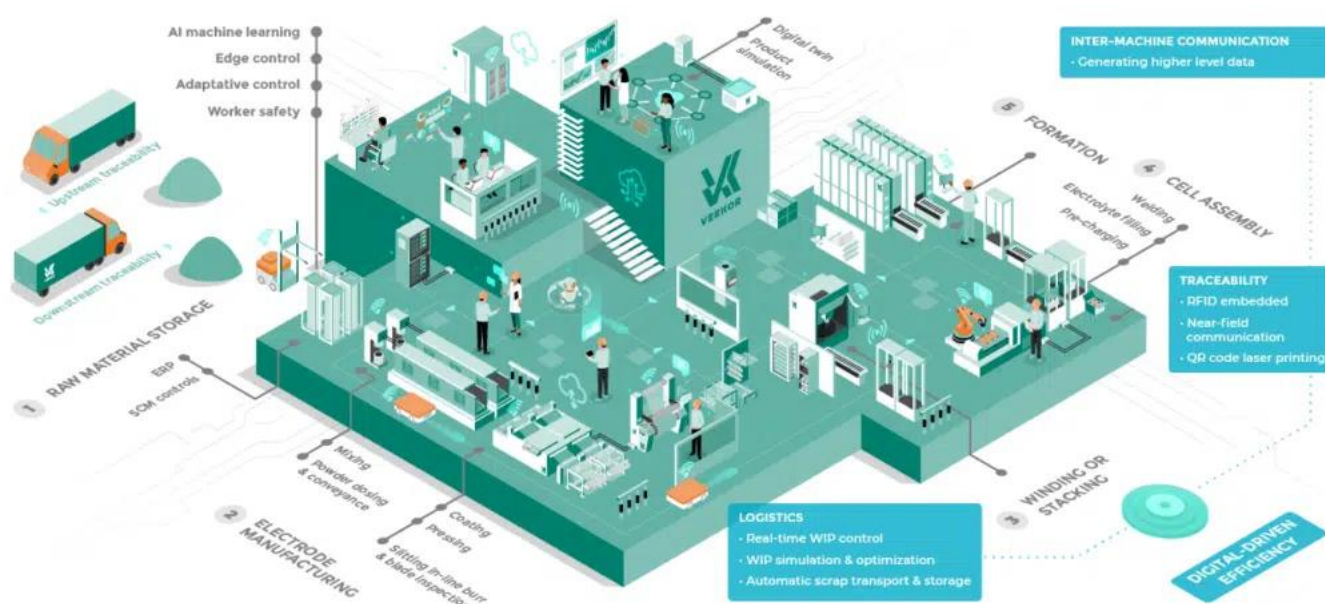 AI machine learning
Edge control
Adaptative control
Worker safety
Digital twin
Product
simulation
INTER-MACHINE COMMUNICATION
• Generating higher level data
Upstream traceability
Downstream traceability
VERKOR
5
FORMATION
4
CELL ASSEMBLY
Welding
Electrolyte filling
Pre-charging
TRACEABILITY
• RFID embedded
• Near-field
communication
• QR code laser printing
1
RAW MATERIAL STORAGE
ERP
SCM controls
2
ELECTRODE
MANUFACTURING
Mixing
Powder dosing
& conveyance
Coating
Pressing
Slitting in-line burr
& blade inspection
3
WINDING OR
STACKING
LOGISTICS
• Real-time WIP control
• WIP simulation & optimization
• Automatic scrap transport & storage
DIGITAL-DRIVEN
EFFICIENCY